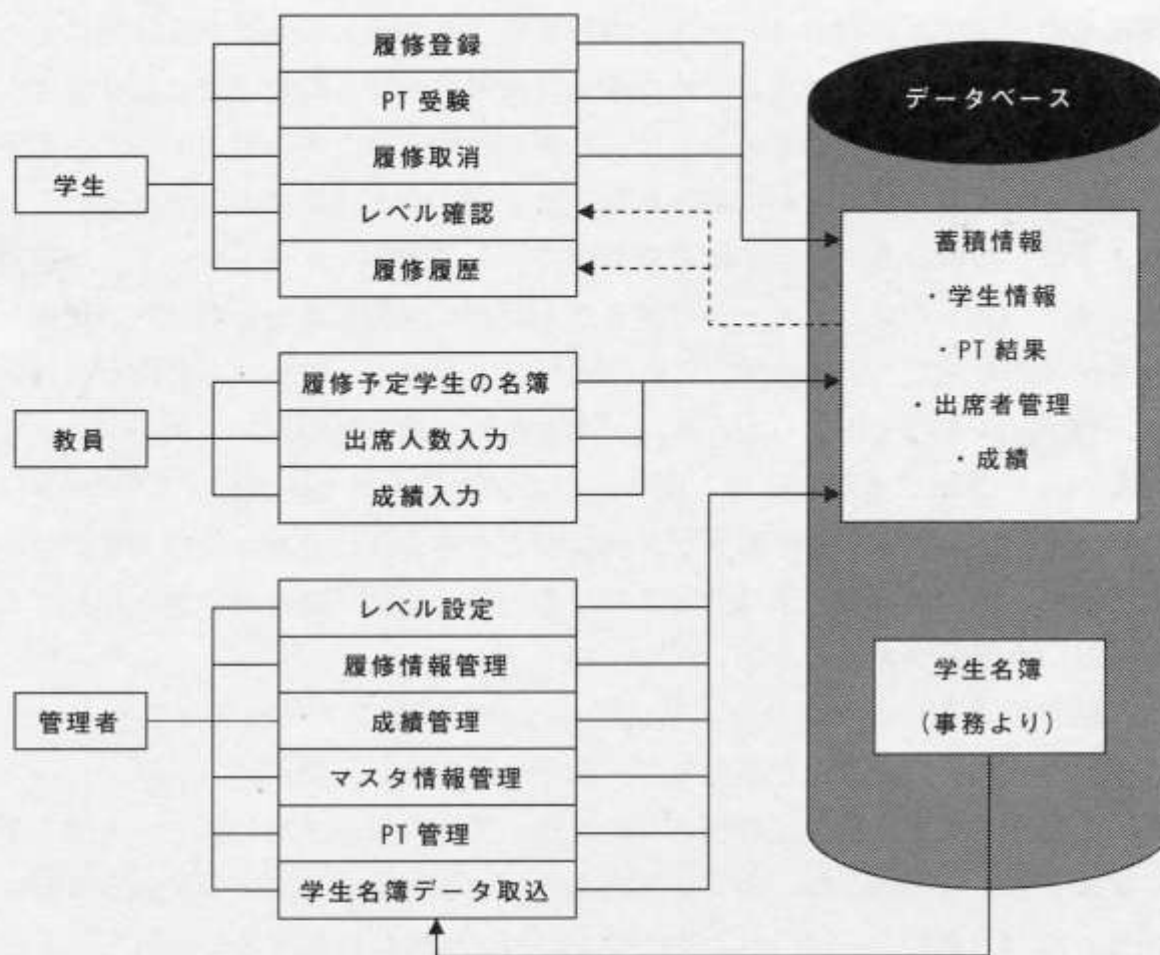 学生
履修登録
PT 受験
履修取消
レベル確認
履修履歴
教員
履修予定学生の名簿
出席人数入力
成績入力
管理者
レベル設定
履修情報管理
成績管理
マスタ情報管理
PT 管理
学生名簿データ取込
データベース
蓄積情報
・学生情報
・PT 結果
・出席者管理
・成績
学生名簿
(事務より)